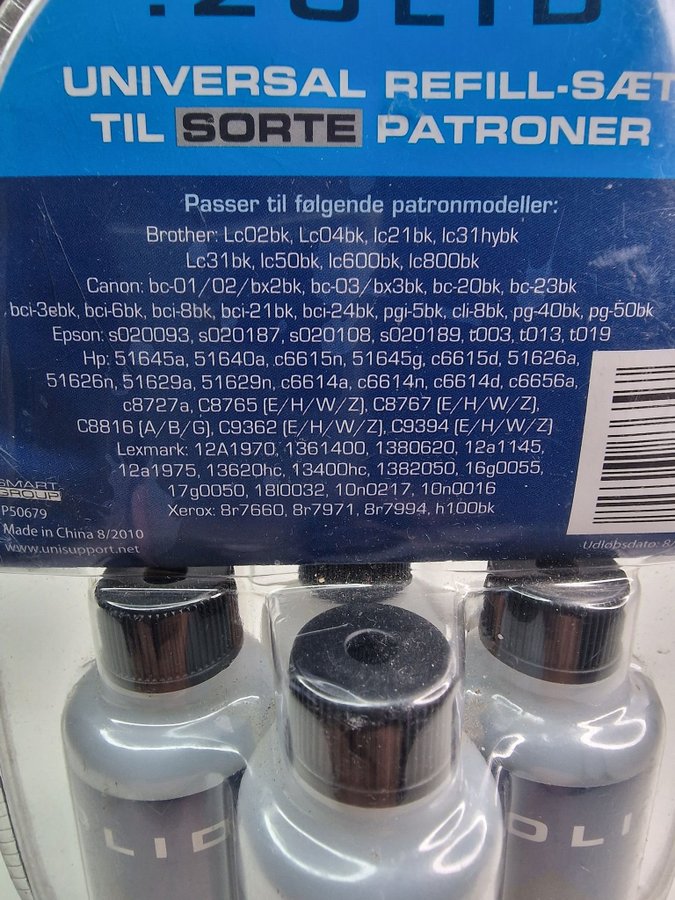 :ZOLID
UNIVERSAL REFILL-SÆT
TIL SORTE PATRONER
Passer til følgende patronmodeller:
Brother: Lc02bk, Lc04bk, lc21bk, lc31hybk
Lc31bk, lc50bk, lc600bk, lc800bk
Canon: bc-01/02/bx2bk, bc-03/bx3bk, bc-20bk, bc-23bk
bci-3ebk, bci-6bk, bci-8bk, bci-21bk, bci-24bk, pgi-5bk, cli-8bk, pg-40bk, pg-50bk
Epson: s020093, s020187, s020108, s020189, t003, t013, t019
Hp: 51645a, 51640a, c6615n, 51645g, c6615d, 51626a,
51626n, 51629a, 51629n, c6614a, c6614n, c6614d, c6656a,
c8727a, C8765 (E/H/W/Z), C8767 (E/H/W/Z),
C8816 (A/B/G), C9362 (E/H/W/Z), C9394 (E/H/W/Z)
Lexmark: 12A1970, 1361400, 1380620, 12a1145,
12a1975, 13620hc, 13400hc, 1382050, 16g0055,
17g0050, 18l0032, 10n0217, 10n0016
Xerox: 8r7660, 8r7971, 8r7994, h100bk
SMART
GROUP
P50679
Made in China 8/2010
www.unisupport.net
Udløbsdato: 8/
LID
OLI